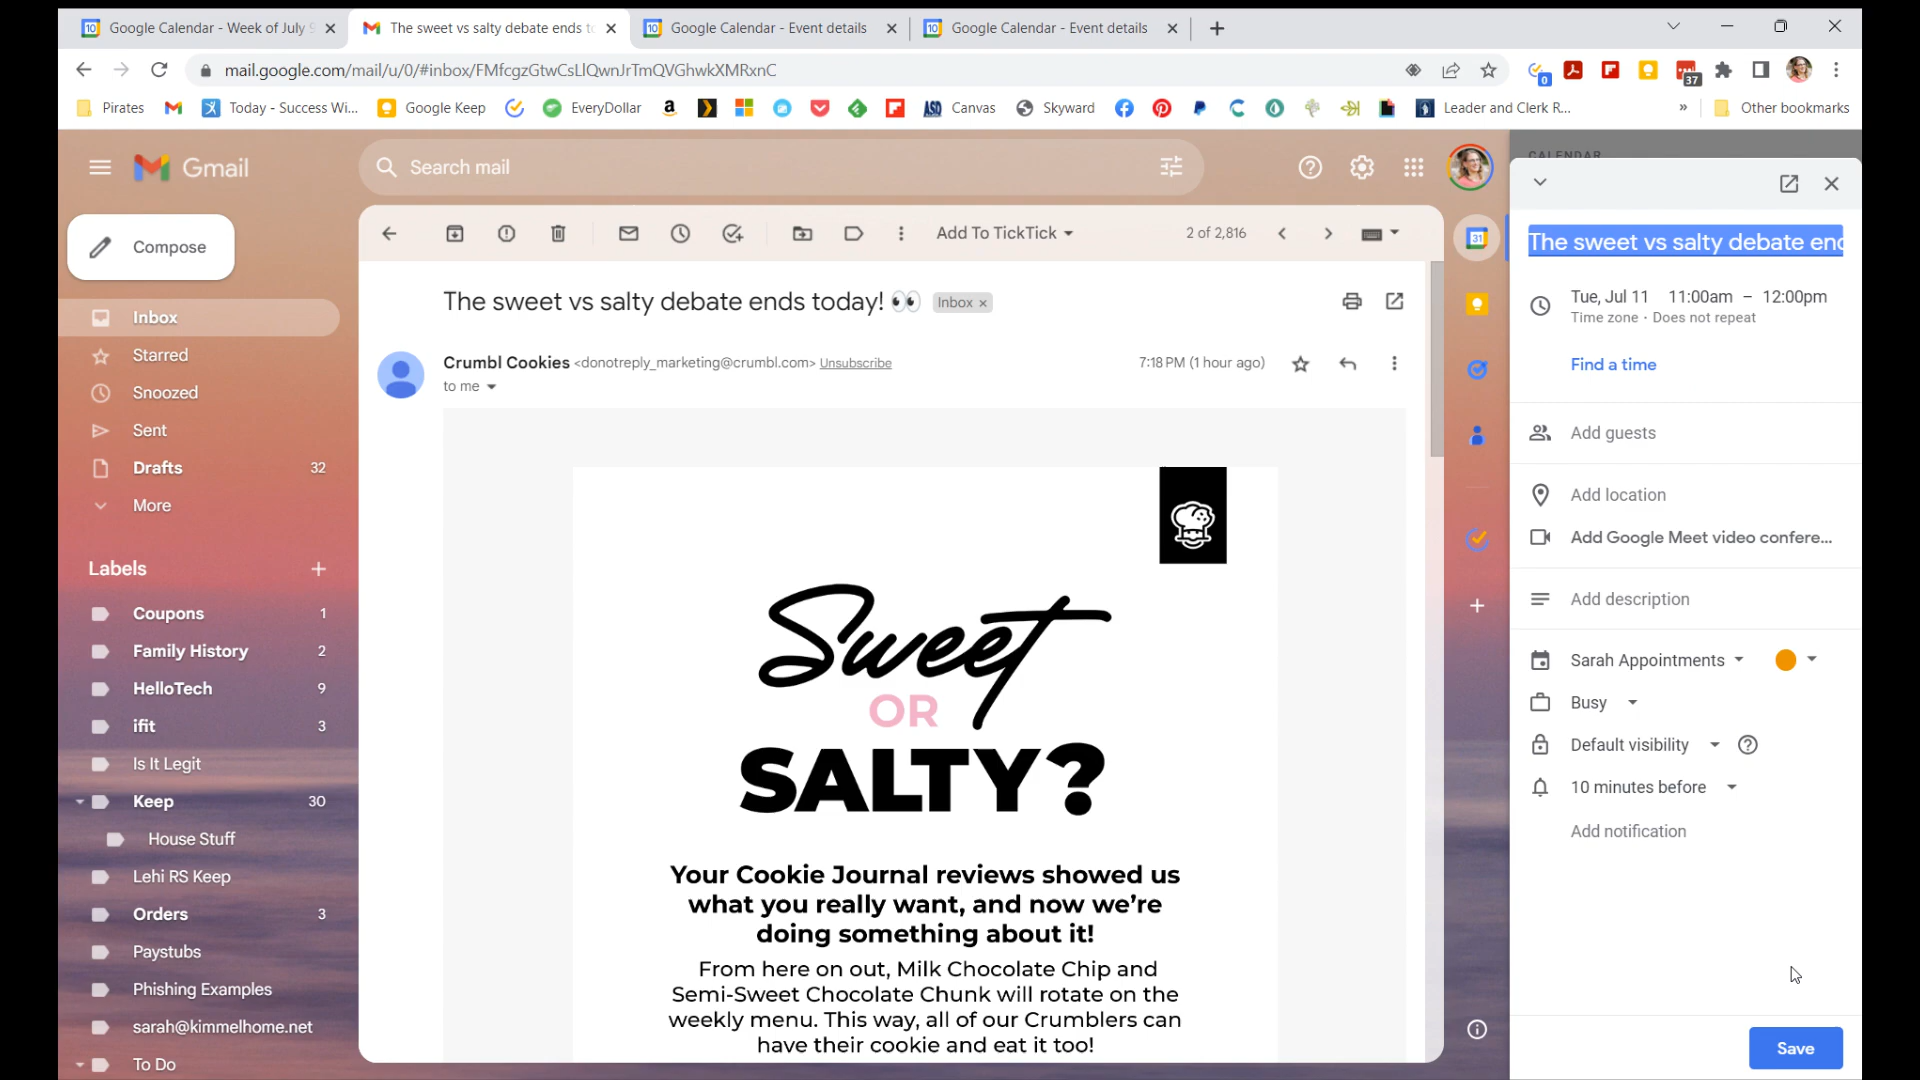 Google Calendar - Week of July 9
The sweet vs salty debate ends to
Google Calendar - Event details
Google Calendar - Event details
mail.google.com/mail/u/0/#inbox/FMfcgzGtwCsLlQwnJrTmQVGhwkXMRxnC
0
37
Pirates
Today - Success Wi...
Google Keep
EveryDollar
ASD
Canvas
Skyward
Leader and Clerk R...
»
Other bookmarks
Gmail
Search mail
CALENDAR
Compose
Add To TickTick
2 of 2,816
The sweet vs salty debate ends today! 👀
Inbox ×
Inbox
Starred
Snoozed
Sent
Drafts 32
More
Labels
Coupons 1
Family History 2
HelloTech 9
ifit 3
Is It Legit
Keep 30
House Stuff
Lehi RS Keep
Orders 3
Paystubs
Phishing Examples
sarah@kimmelhome.net
To Do
Crumbl Cookies <donotreply_marketing@crumbl.com> Unsubscribe
7:18 PM (1 hour ago)
to me
Sweet
OR
SALTY?
Your Cookie Journal reviews showed us
what you really want, and now we're
doing something about it!
From here on out, Milk Chocolate Chip and
Semi-Sweet Chocolate Chunk will rotate on the
weekly menu. This way, all of our Crumblers can
have their cookie and eat it too!
31
The sweet vs salty debate enc
Tue, Jul 11 11:00am – 12:00pm
Time zone · Does not repeat
Find a time
Add guests
Add location
Add Google Meet video confere...
Add description
Sarah Appointments
Busy
Default visibility
10 minutes before
Add notification
Save